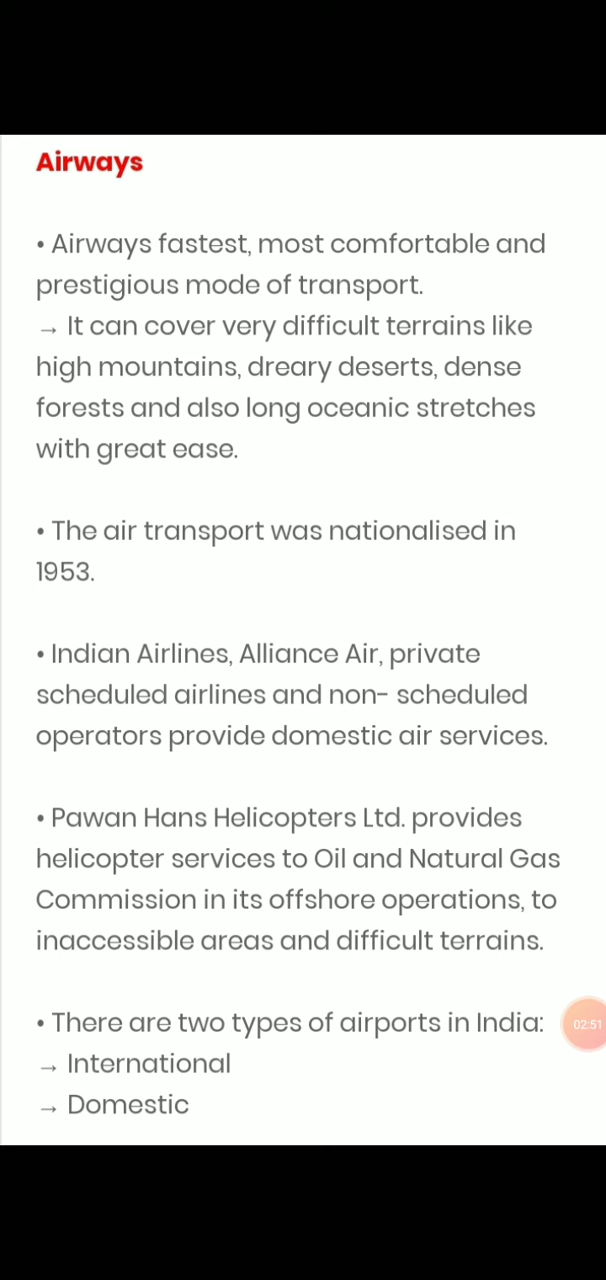 Airways
• Airways fastest, most comfortable and
prestigious mode of transport.
→ It can cover very difficult terrains like
high mountains, dreary deserts, dense
forests and also long oceanic stretches
with great ease.
• The air transport was nationalised in
1953.
• Indian Airlines, Alliance Air, private
scheduled airlines and non- scheduled
operators provide domestic air services.
• Pawan Hans Helicopters Ltd. provides
helicopter services to Oil and Natural Gas
Commission in its offshore operations, to
inaccessible areas and difficult terrains.
• There are two types of airports in India:
02:51
→ International
→ Domestic